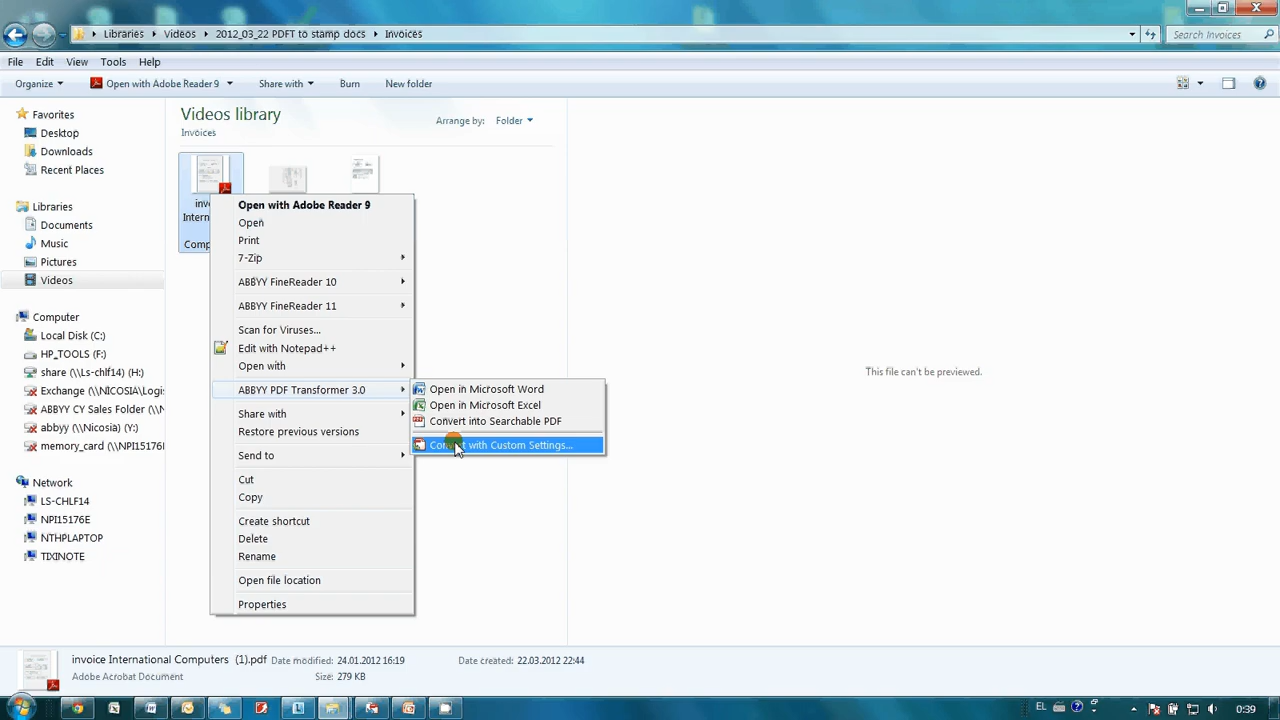 Libraries
Videos
2012_03_22 PDFT to stamp docs
Invoices
Search Invoices
File
Edit
View
Tools
Help
Organize
Open with Adobe Reader 9
Share with
Burn
New folder
Favorites
Desktop
Downloads
Recent Places
Libraries
Documents
Music
Pictures
Videos
Computer
Local Disk (C:)
HP_TOOLS (F:)
share (\\Ls-chlf14) (H:)
Exchange (\\NICOSIA\Logis
ABBYY CY Sales Folder (\\NA
abbyy (\\Nicosia) (Y:)
memory_card (\\NPI15176E
Network
LS-CHLF14
NPI15176E
NTHPLAPTOP
TIXINOTE
Videos library
Invoices
Arrange by:
Folder
Open with Adobe Reader 9
Open
Print
7-Zip
ABBYY FineReader 10
ABBYY FineReader 11
Scan for Viruses...
Edit with Notepad++
Open with
ABBYY PDF Transformer 3.0
Share with
Restore previous versions
Send to
Cut
Copy
Create shortcut
Delete
Rename
Open file location
Properties
Open in Microsoft Word
Open in Microsoft Excel
Convert into Searchable PDF
Convert with Custom Settings...
This file can't be previewed.
invoice International Computers (1).pdf
Date modified: 24.01.2012 16:19
Date created: 22.03.2012 22:44
Adobe Acrobat Document
Size: 279 KB
EL
0:39